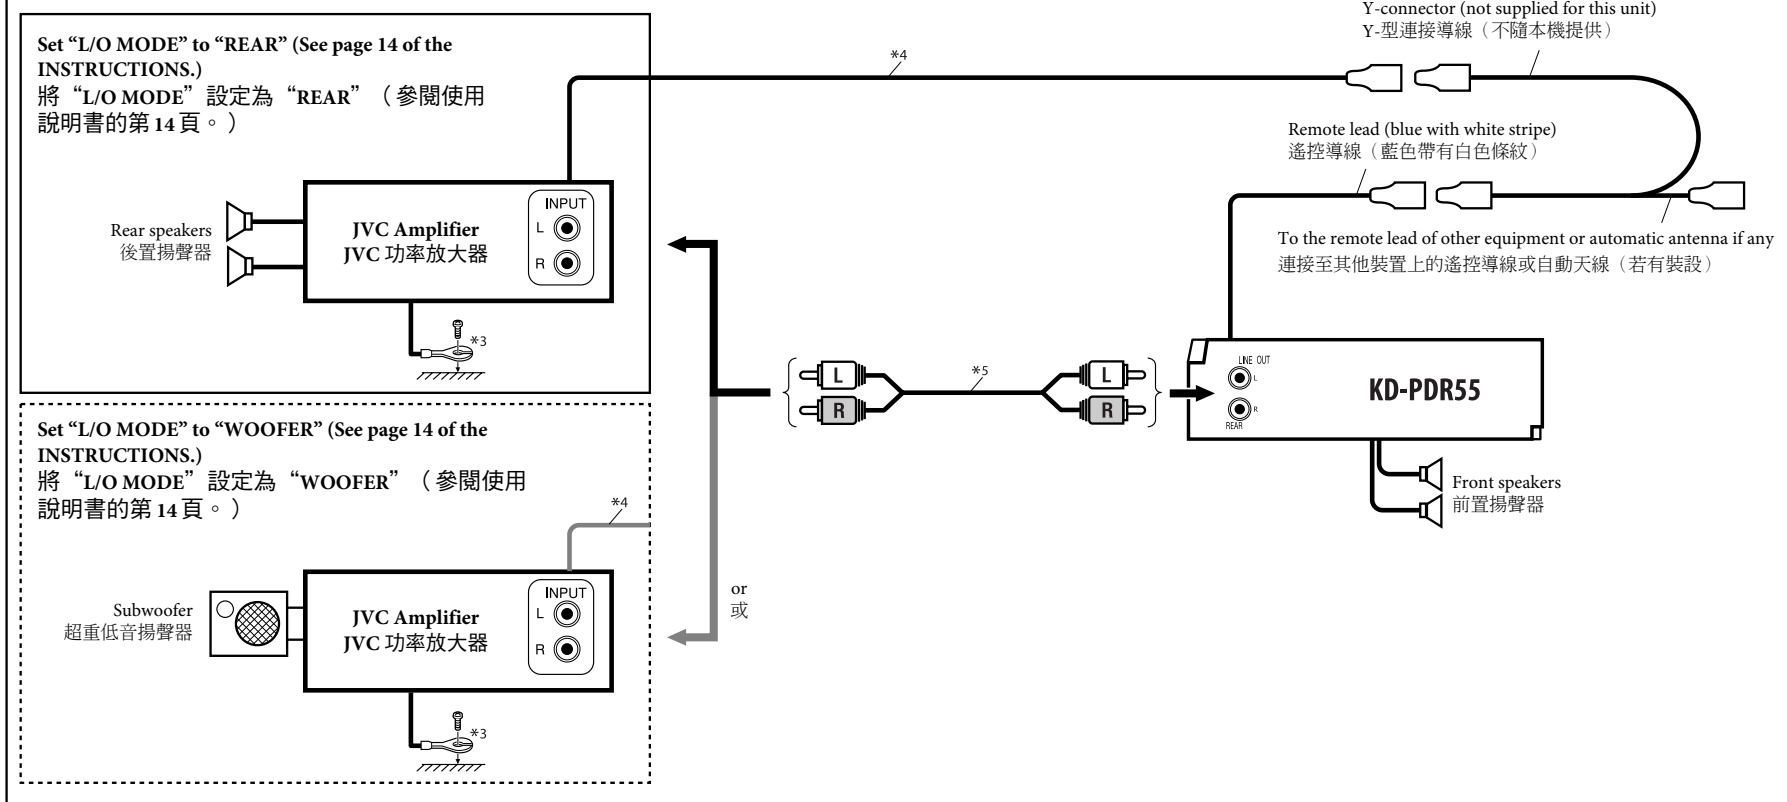 Y-connector (not supplied for this unit)
Y-型連接導線（不隨本機提供）
Set “L/O MODE” to “REAR” (See page 14 of the
INSTRUCTIONS.)
將“L/O MODE”設定為“REAR”（參閱使用
說明書的第 14 頁。）
*4
Remote lead (blue with white stripe)
遙控導線（藍色帶有白色條紋）
INPUT
L
R
JVC Amplifier
JVC 功率放大器
Rear speakers
後置揚聲器
*3
To the remote lead of other equipment or automatic antenna if any
連接至其他裝置上的遙控導線或自動天線（若有裝設）
L
R
*5
L
R
LINE OUT
L
R
REAR
KD-PDR55
Front speakers
前置揚聲器
Set “L/O MODE” to “WOOFER” (See page 14 of the
INSTRUCTIONS.)
將“L/O MODE”設定為“WOOFER”（參閱使用
說明書的第 14 頁。）
*4
INPUT
L
R
JVC Amplifier
JVC 功率放大器
Subwoofer
超重低音揚聲器
*3
or
或